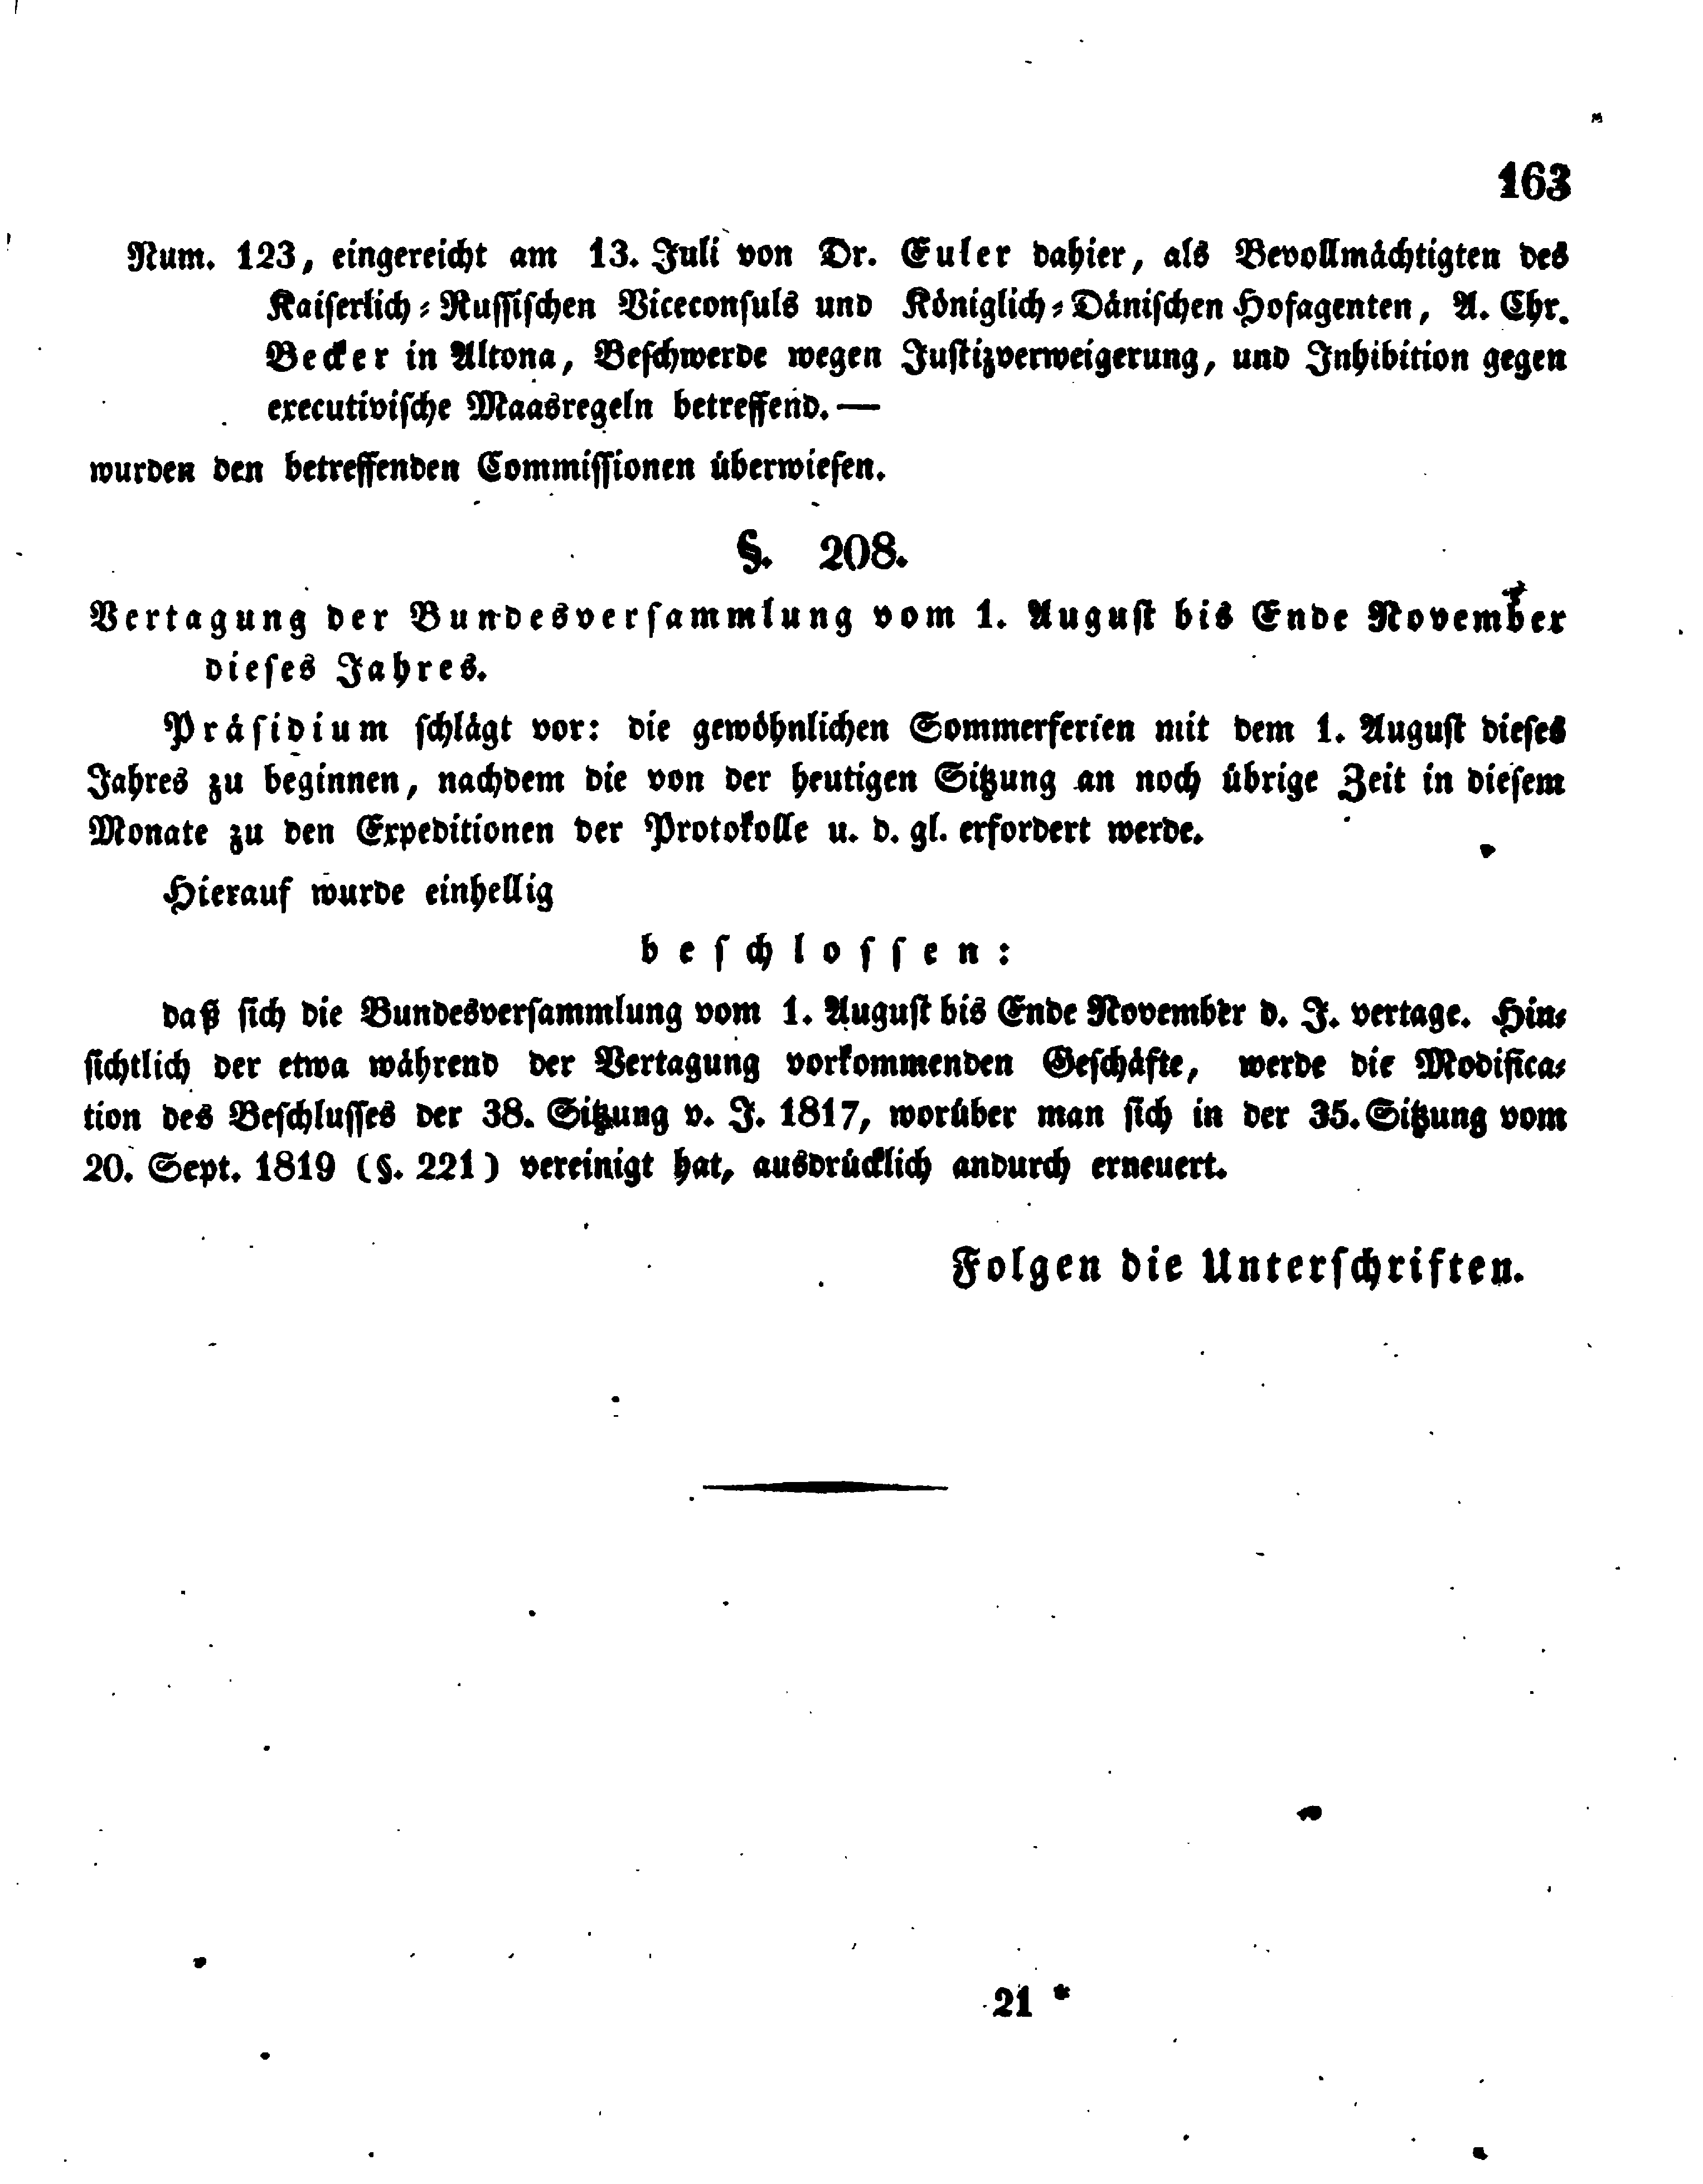 163
Num. 123, eingereicht am 13. Juli von Dr. Euler dahier, als Bevollmächtigten des
Kaiserlich-Russischen Viceconsuls und Königlich-Dänischen Hofagenten, A. Chr.
Becker in Altona, Beschwerde wegen Justizverweigerung, und Inhibition gegen
executivische Maasregeln betreffend. —
wurden den betreffenden Commissionen überwiesen.
§. 208.
Vertagung der Bundesversammlung vom 1. August bis Ende November
dieses Jahres.
Präsidium schlägt vor: die gewöhnlichen Sommerferien mit dem 1. August dieses
Jahres zu beginnen, nachdem die von der heutigen Sitzung an noch übrige Zeit in diesem
Monate zu den Expeditionen der Protokolle u. d. gl. erfordert werde.
Hierauf wurde einhellig
beschlossen:
daß sich die Bundesversammlung vom 1. August bis Ende November d. J. vertage. Hin-
sichtlich der etwa während der Vertagung vorkommenden Geschäfte, werde die Modifica-
tion des Beschlusses der 38. Sitzung v. J. 1817, worüber man sich in der 35. Sitzung vom
20. Sept. 1819 (§. 221) vereinigt hat, ausdrücklich andurch erneuert.
Folgen die Unterschriften.
21 *